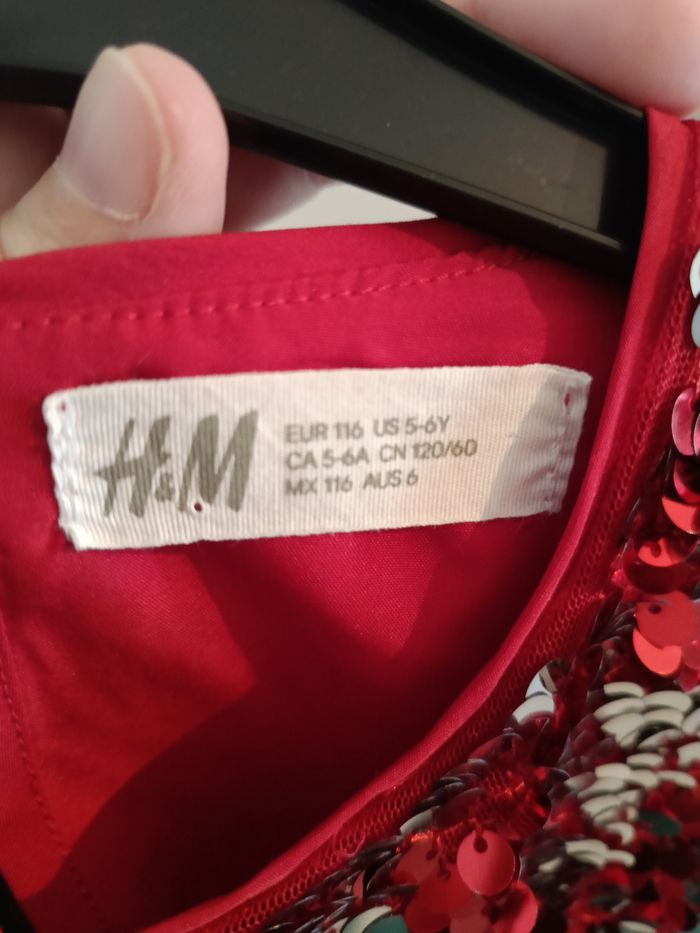 H&M
EUR 116 US 5-6Y
CA 5-6A CN 120/60
MX 116 AUS 6